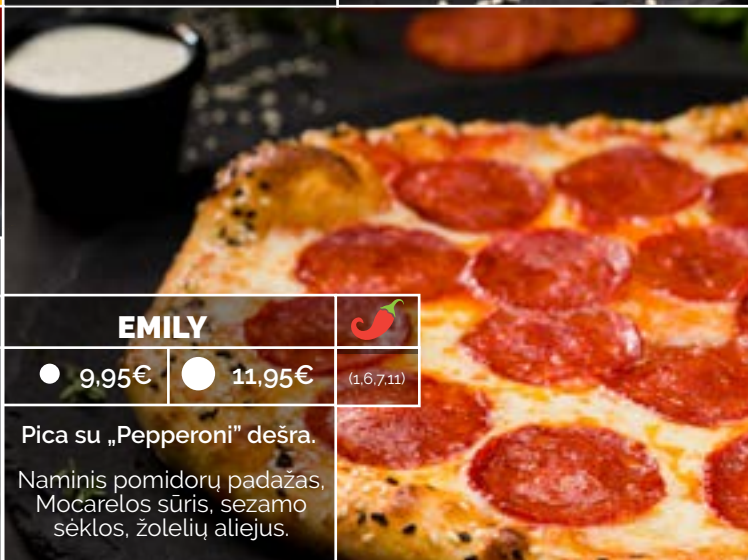 EMILY
9,95€ 11,95€ (1,6,7,11)
Pica su „Pepperoni” dešra.
Naminis pomidorų padažas,
Mocarelos sūris, sezamo
sėklos, žolelių aliejus.